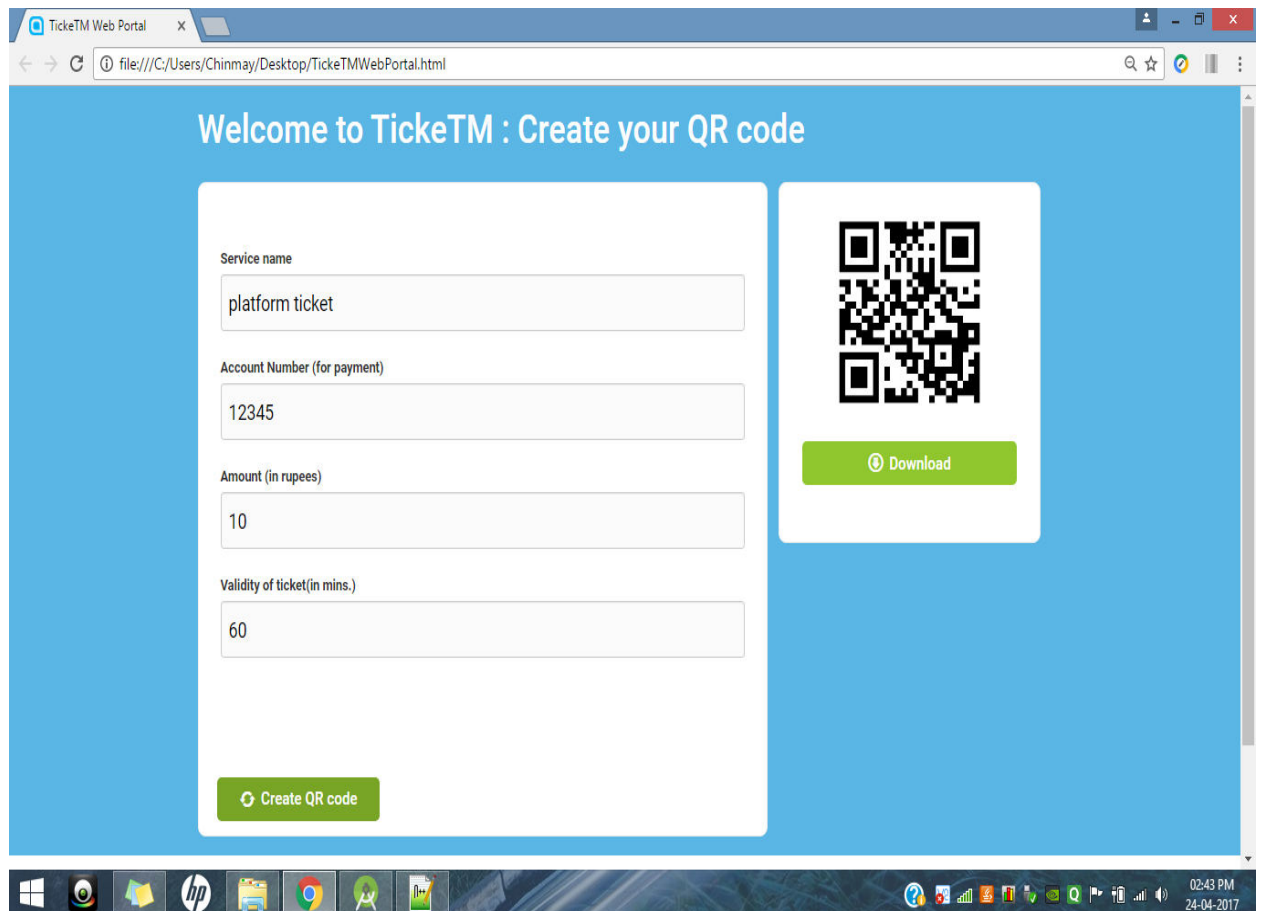 TickeTM Web Portal
file:///C:/Users/Chinmay/Desktop/TickeTMWebPortal.html
Welcome to TickeTM : Create your QR code
Service name
platform ticket
Account Number (for payment)
12345
Amount (in rupees)
10
Validity of ticket(in mins.)
60
Create QR code
Download
hp
02:43 PM
24-04-2017